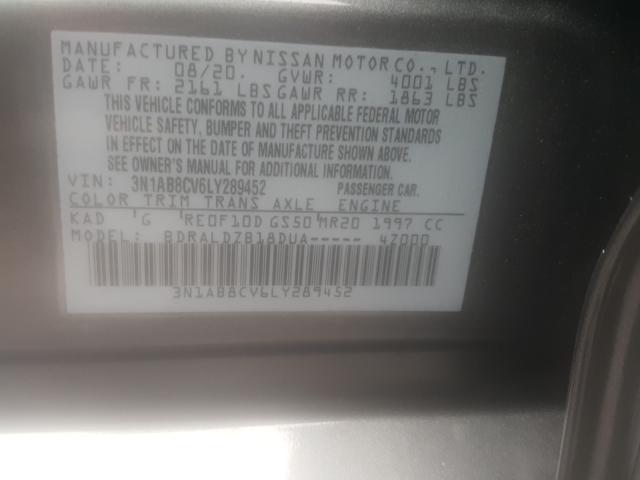 MANUFACTURED BY NISSAN MOTOR CO., LTD.
DATE: 08/20. GVWR: 4001 LBS
GAWR FR: 2161 LBS GAWR RR: 1863 LBS
THIS VEHICLE CONFORMS TO ALL APPLICABLE FEDERAL MOTOR
VEHICLE SAFETY, BUMPER AND THEFT PREVENTION STANDARDS
IN EFFECT ON THE DATE OF MANUFACTURE SHOWN ABOVE.
SEE OWNER'S MANUAL FOR ADDITIONAL INFORMATION.
VIN: 3N1AB8CV6LY289452 PASSENGER CAR.
COLOR TRIM TRANS AXLE ENGINE
KAD G RE0F10D GS50 MR20 1997 CC
MODEL: BDRALDZB18DUA----- 4Z000
3N1AB8CV6LY289452